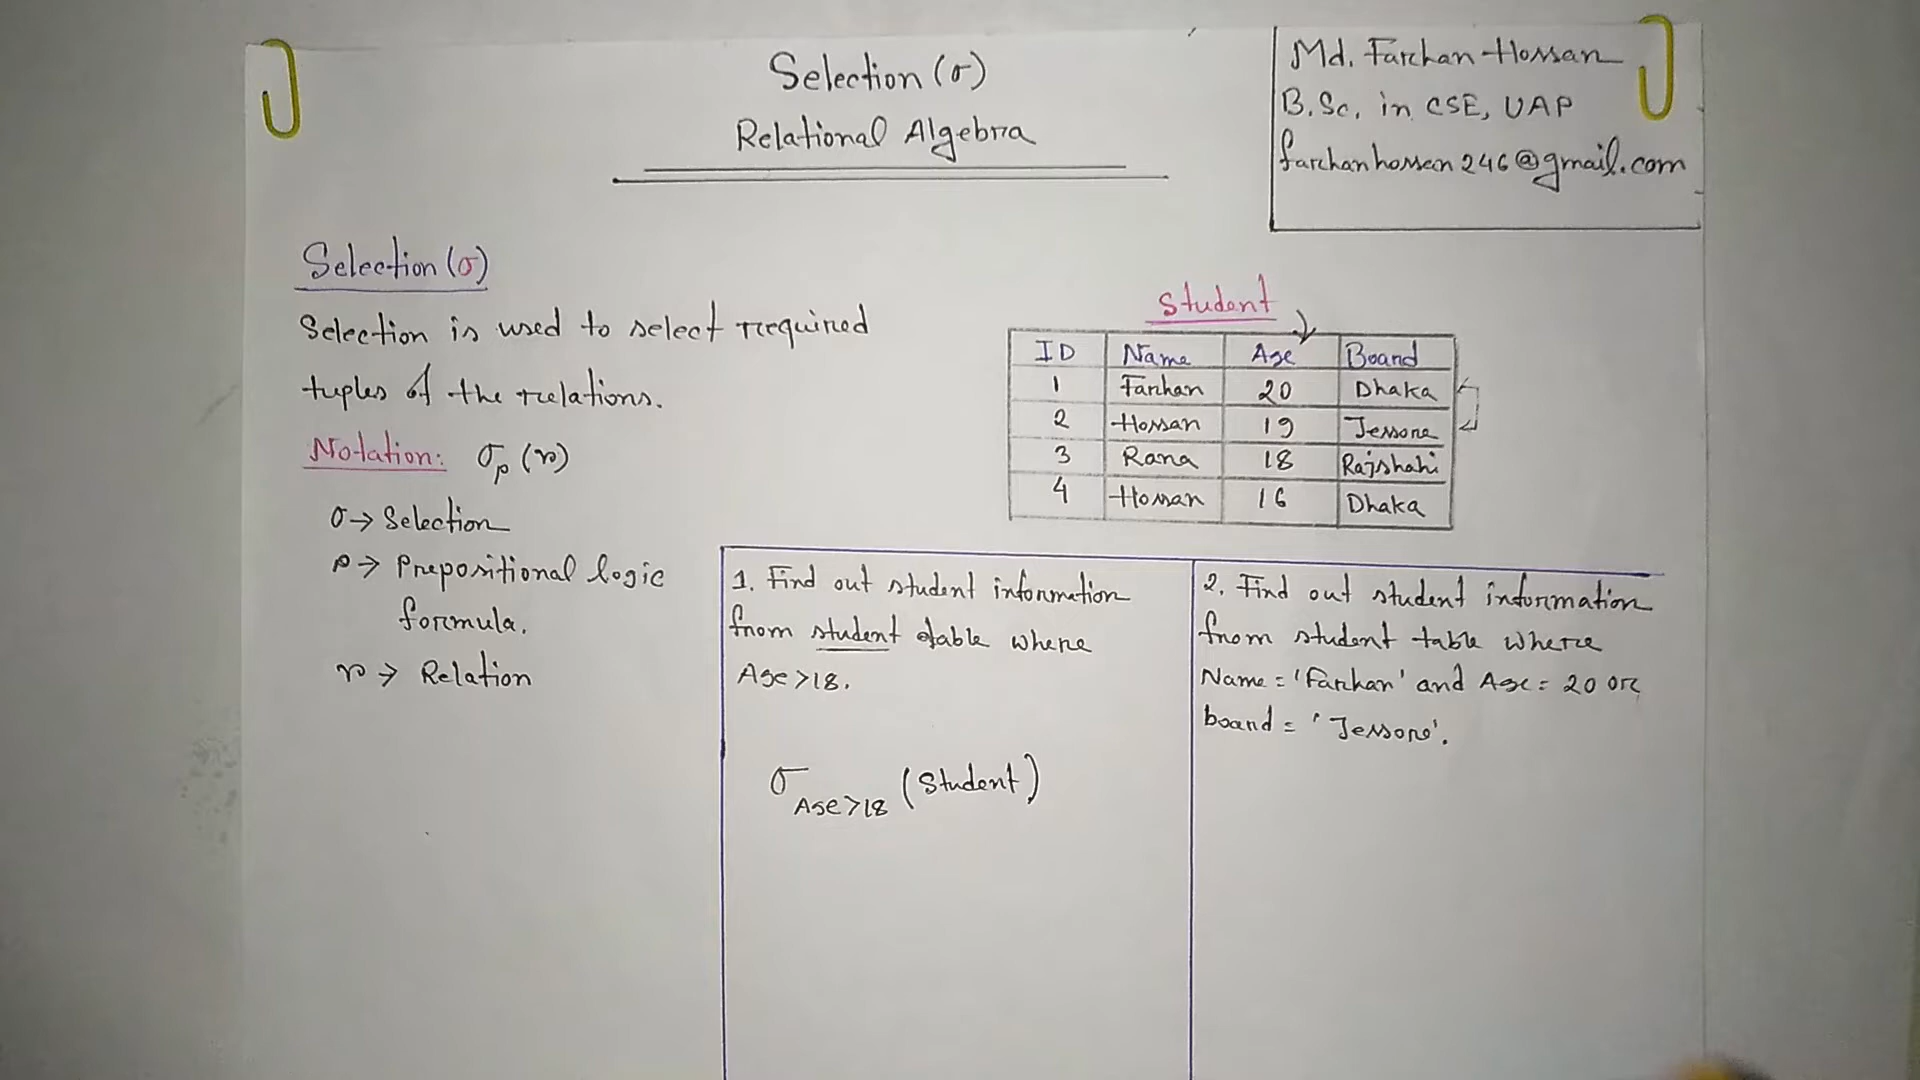 Selection (σ)
Relational Algebra
Md. Farhan Hossan
B.Sc. in CSE, UAP
farhanhossan246@gmail.com
Selection (σ)
Selection is used to select required
tuples of the relations.
Notation: σp (r)
σ → Selection
p → Prepositional logic
formula.
r → Relation
Student
ID Name Age Board
1 Farhan 20 Dhaka
2 Hossan 19 Jessore
3 Rana 18 Rajshahi
4 Hossan 16 Dhaka
1. Find out student information
from student table where
Age >18.
σ Age>18 (Student)
2. Find out student information
from student table where
Name = 'Farhan' and Age = 20 or
board = 'Jessore'.